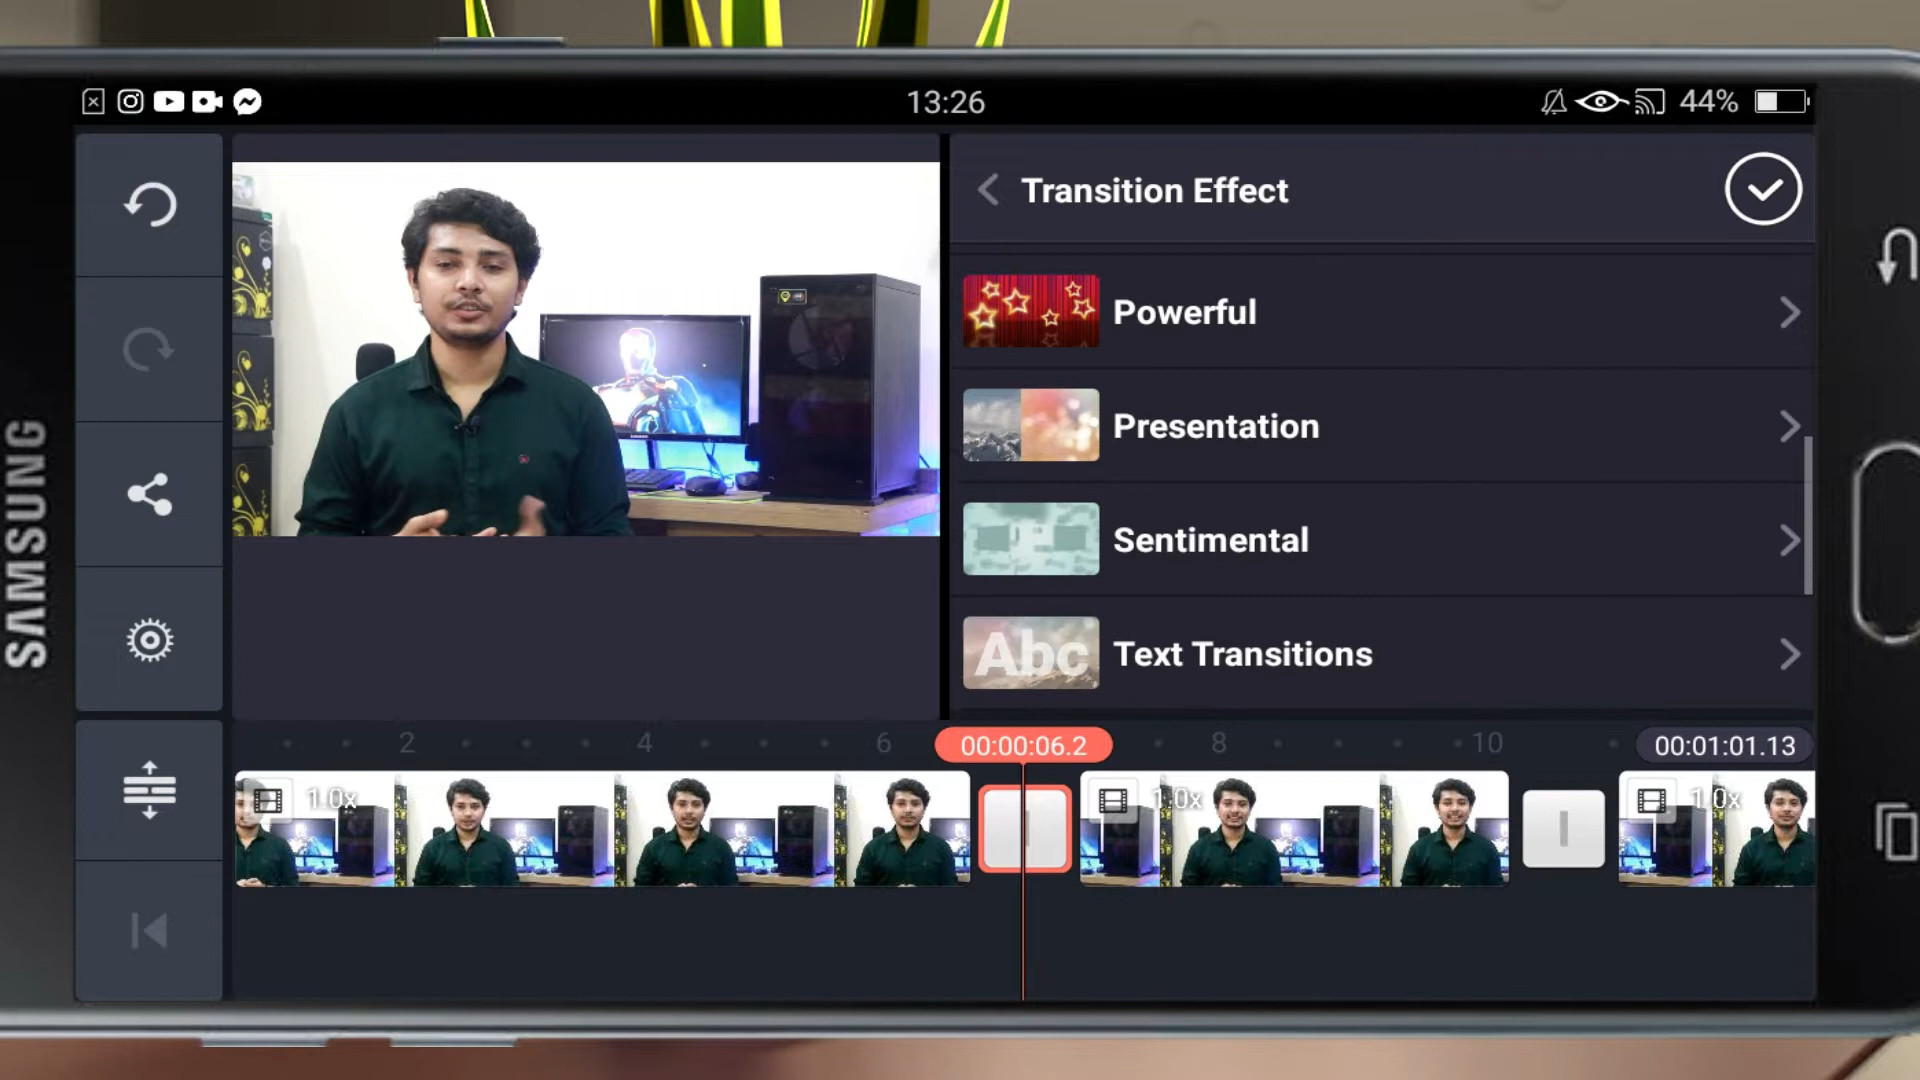 13:26
44%
Transition Effect
Powerful
Presentation
Sentimental
Abc
Text Transitions
SAMSUNG
2
4
6
00:00:06.2
8
10
00:01:01.13
1.0x
1.0x
1.0x